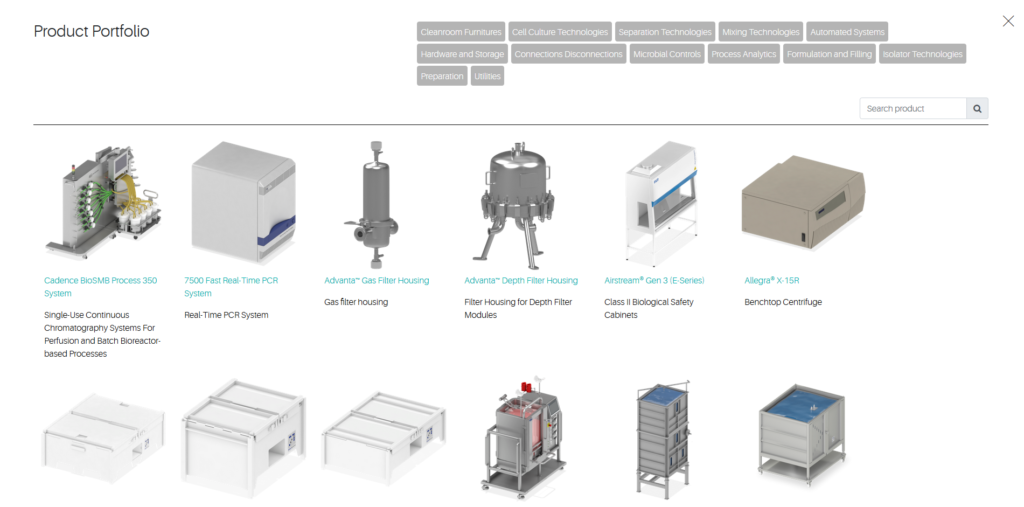 Product Portfolio
Cleanroom Furnitures Cell Culture Technologies Separation Technologies Mixing Technologies Automated Systems
Hardware and Storage Connections Disconnections Microbial Controls Process Analytics Formulation and Filling Isolator Technologies
Preparation Utilities
Search product
Cadence BioSMB Process 350
System
Single-Use Continuous
Chromatography Systems For
Perfusion and Batch Bioreactor-
based Processes
7500 Fast Real-Time PCR
System
Real-Time PCR System
Advanta™ Gas Filter Housing
Gas filter housing
Advanta™ Depth Filter Housing
Filter Housing for Depth Filter
Modules
Airstream® Gen 3 (E-Series)
Class II Biological Safety
Cabinets
Allegra® X-15R
Benchtop Centrifuge